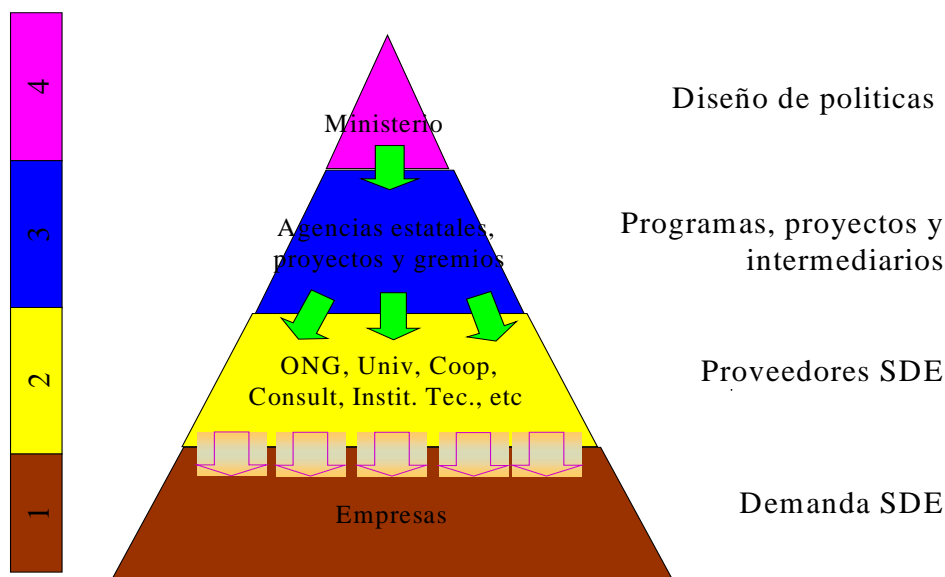 4
Ministerio
Diseño de politicas
3
Agencias estatales,
proyectos y gremios
Programas, proyectos y
intermediarios
2
ONG, Univ, Coop,
Consult, Instit. Tec., etc
Proveedores SDE
1
Empresas
Demanda SDE